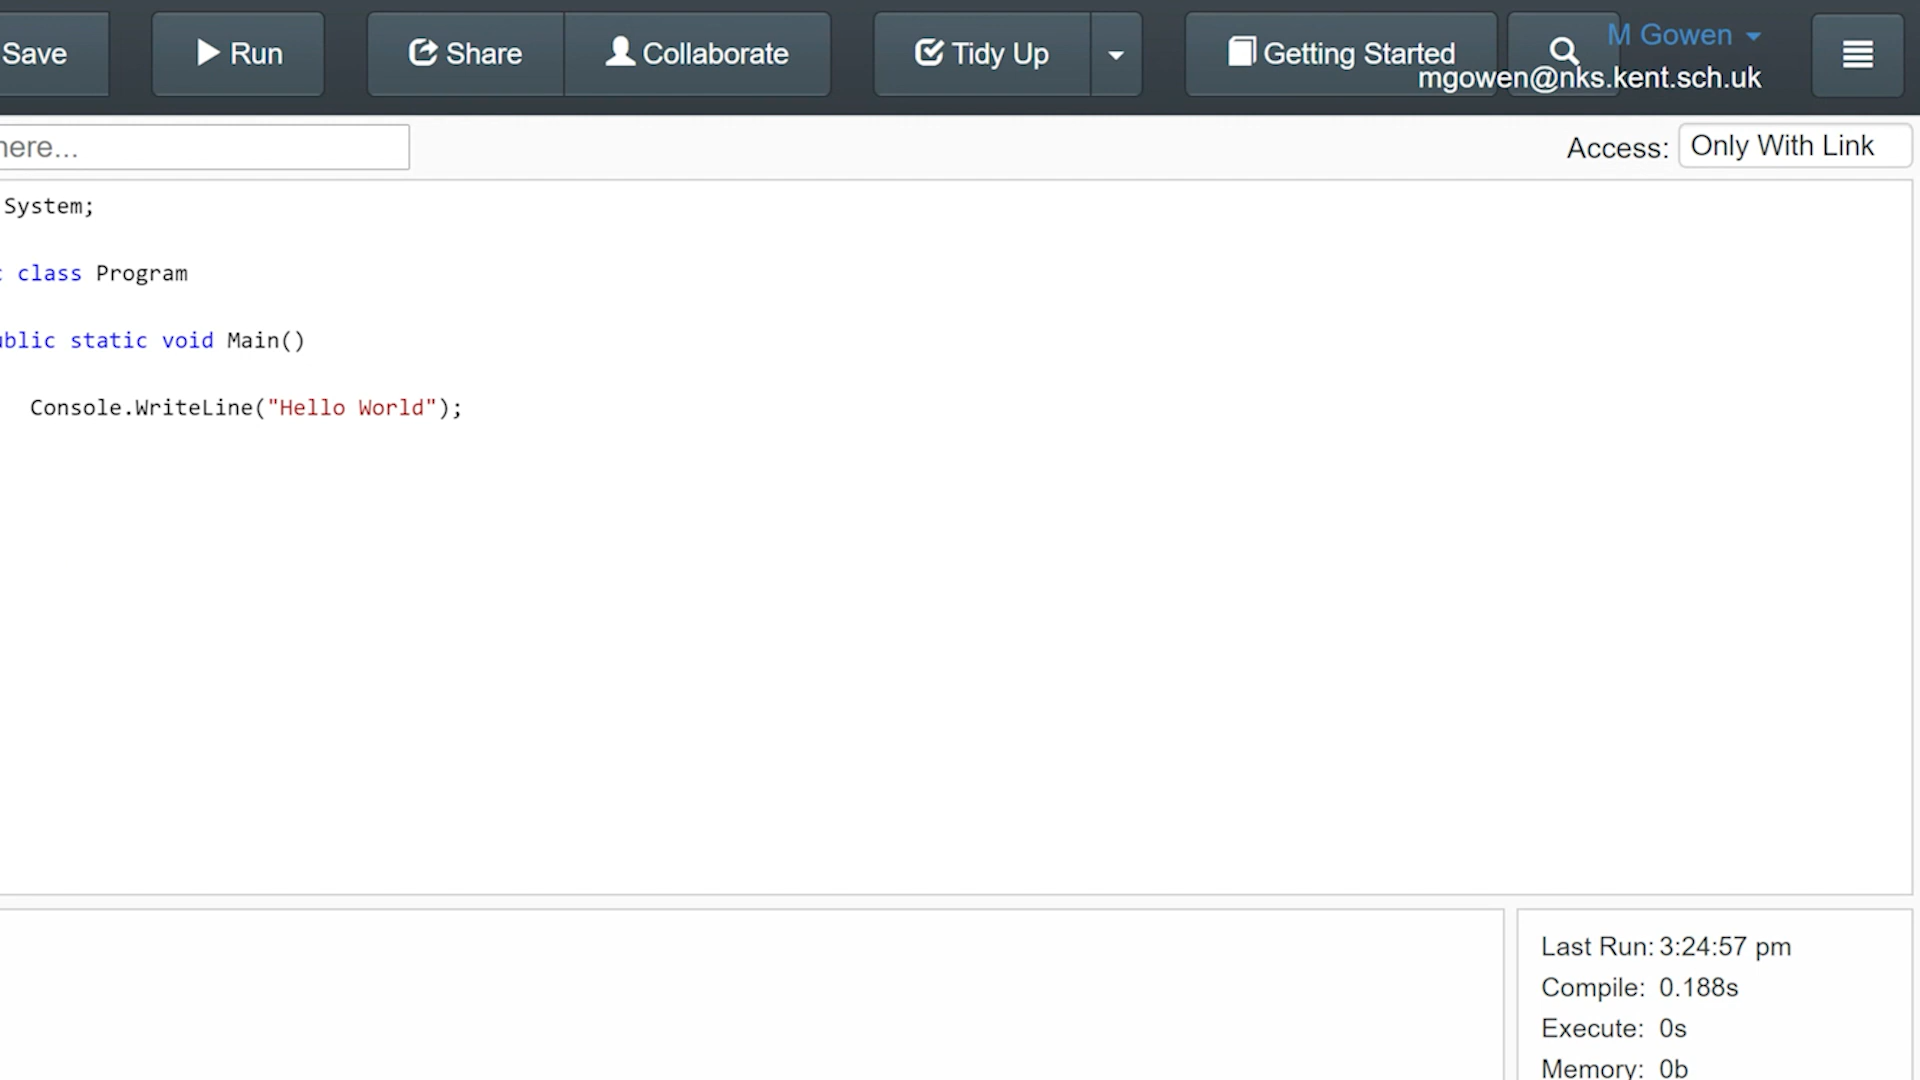 Save Run Share Collaborate Tidy Up Getting Started M Gowen
mgowen@nks.kent.sch.uk
here... Access: Only With Link
System;
class Program
static void Main()
Console.WriteLine("Hello World");
Last Run: 3:24:57 pm
Compile: 0.188s
Execute: 0s
Memory: 0b